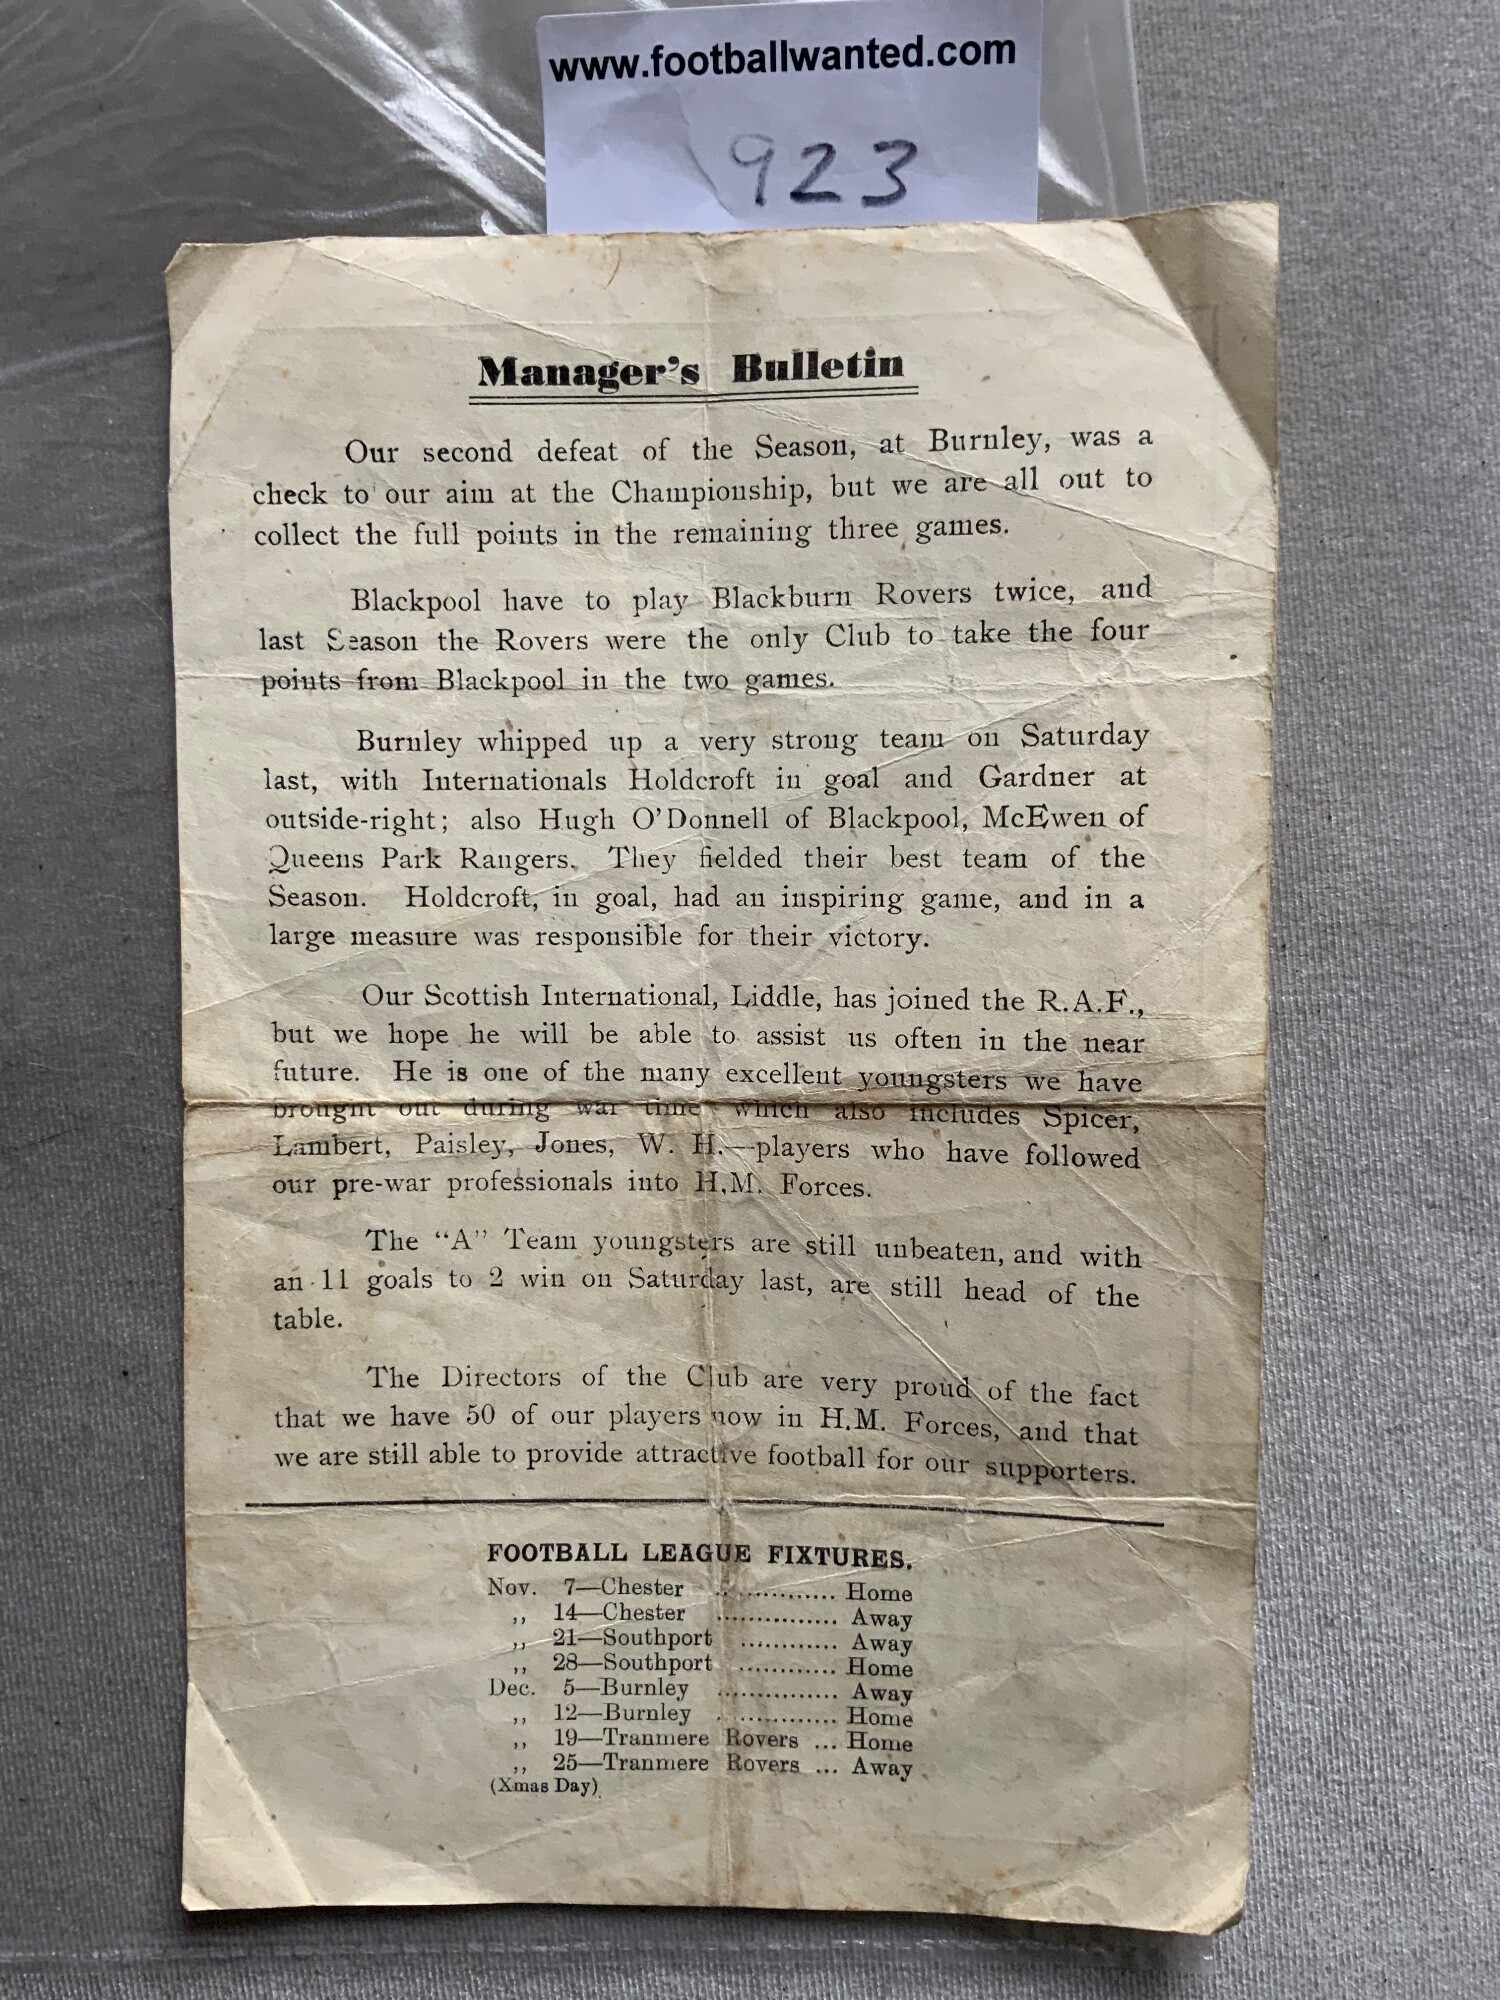 www.footballwanted.com
923
Manager's Bulletin
Our second defeat of the Season, at Burnley, was a
check to our aim at the Championship, but we are all out to
collect the full points in the remaining three games.
Blackpool have to play Blackburn Rovers twice, and
last Season the Rovers were the only Club to take the four
points from Blackpool in the two games.
Burnley whipped up a very strong team on Saturday
last, with Internationals Holdcroft in goal and Gardner at
outside-right; also Hugh O'Donnell of Blackpool, McEwen of
Queens Park Rangers. They fielded their best team of the
Season. Holdcroft, in goal, had an inspiring game, and in a
large measure was responsible for their victory.
Our Scottish International, Liddle, has joined the R.A.F.,
but we hope he will be able to assist us often in the near
future. He is one of the many excellent youngsters we have
brought out during war time which also includes Spicer,
Lambert, Paisley, Jones, W. H.—players who have followed
our pre-war professionals into H.M. Forces.
The "A" Team youngsters are still unbeaten, and with
an 11 goals to 2 win on Saturday last, are still head of the
table.
The Directors of the Club are very proud of the fact
that we have 50 of our players now in H.M. Forces, and that
we are still able to provide attractive football for our supporters.
FOOTBALL LEAGUE FIXTURES.
Nov. 7—Chester .............. Home
,, 14—Chester ............... Away
,, 21—Southport ............ Away
,, 28—Southport ............ Home
Dec. 5—Burnley ............... Away
,, 12—Burnley .............. Home
,, 19—Tranmere Rovers ... Home
,, 25—Tranmere Rovers ... Away
(Xmas Day)